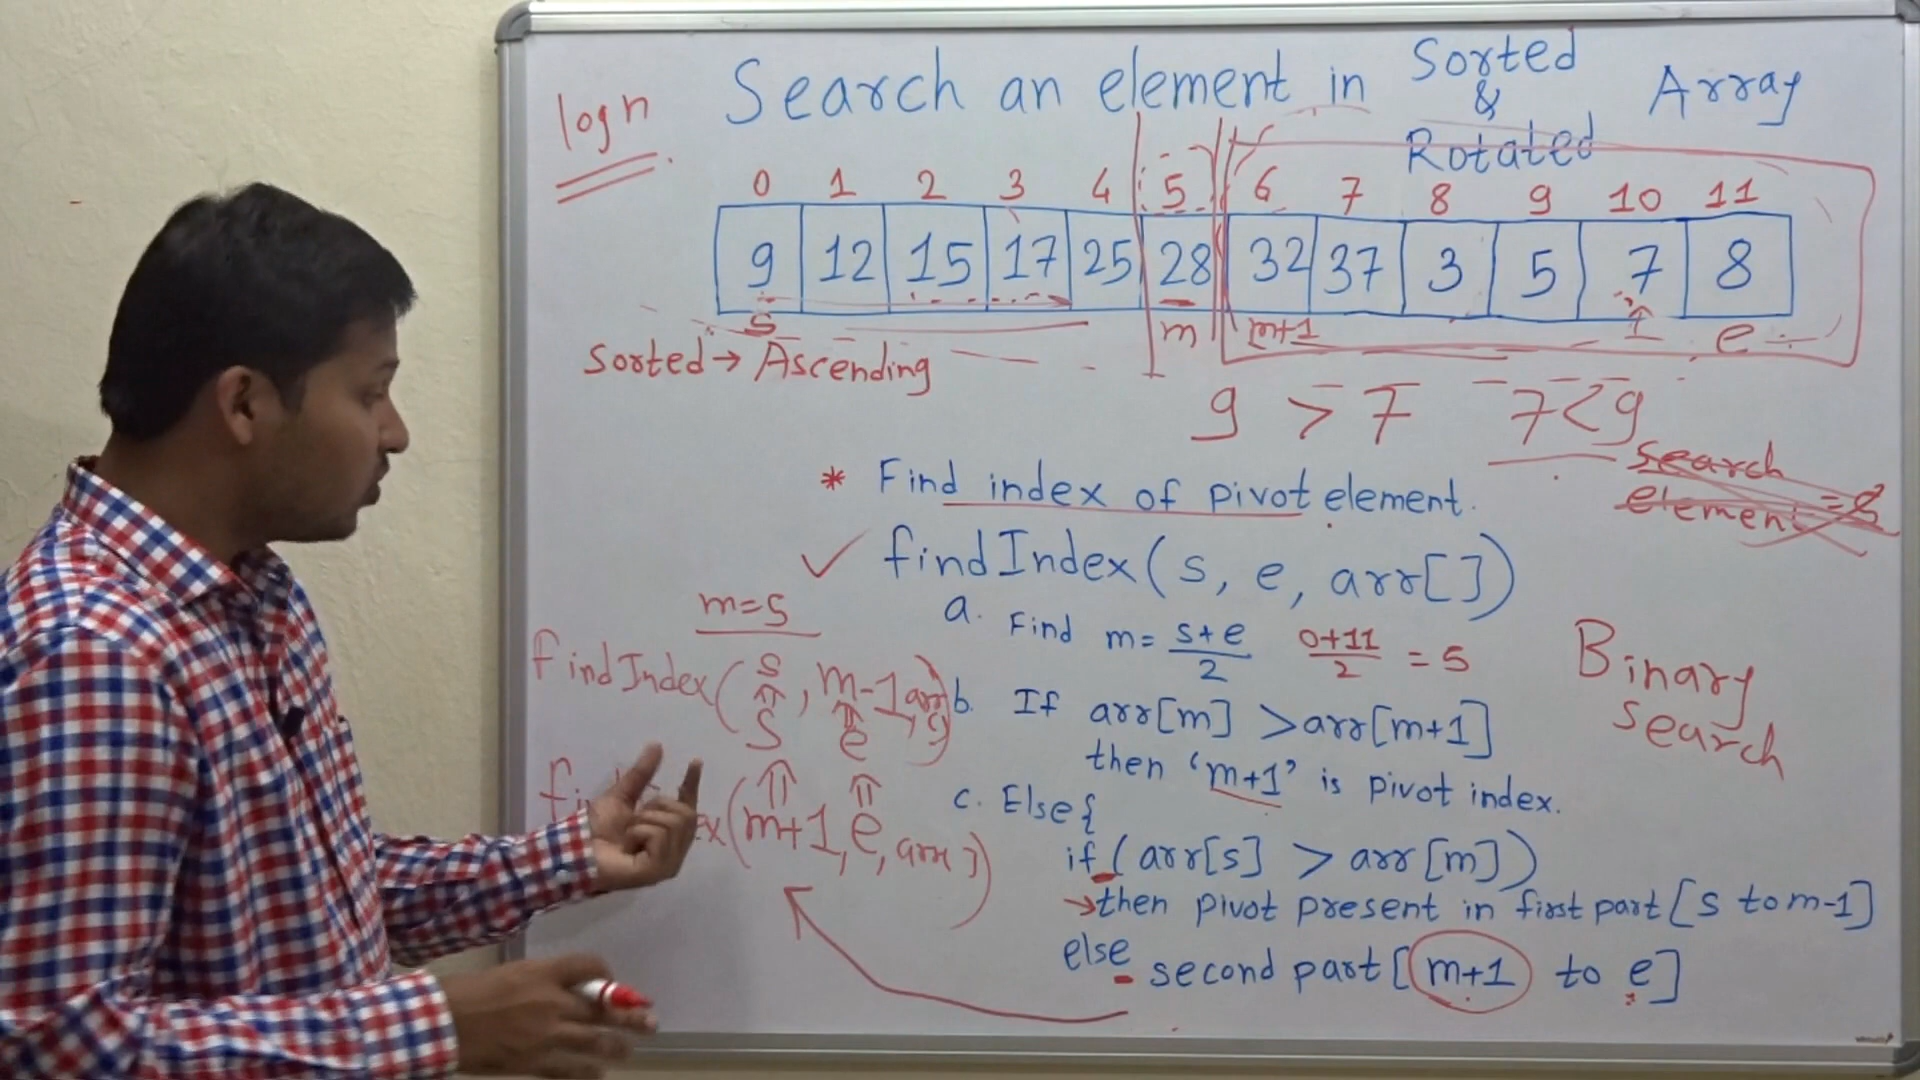 log n
Search an element in Sorted & Rotated Array
0 1 2 3 4 5 6 7 8 9 10 11
9 12 15 17 25 28 32 37 3 5 7 8
s m m+1 e
Sorted → Ascending
9 > 7 7 < 9
search element = 8
* Find index of pivot element.
✓ findIndex(s, e, arr[])
m=5
a. Find m= s+e/2 0+11/2 = 5
findIndex(s, m-1, arr)
s e
b. If arr[m] > arr[m+1]
then 'm+1' is pivot index.
Binary Search
c. Else {
(m+1, e, arr)
if (arr[s] > arr[m])
→ then pivot present in first part [s to m-1]
else second part [m+1 to e]